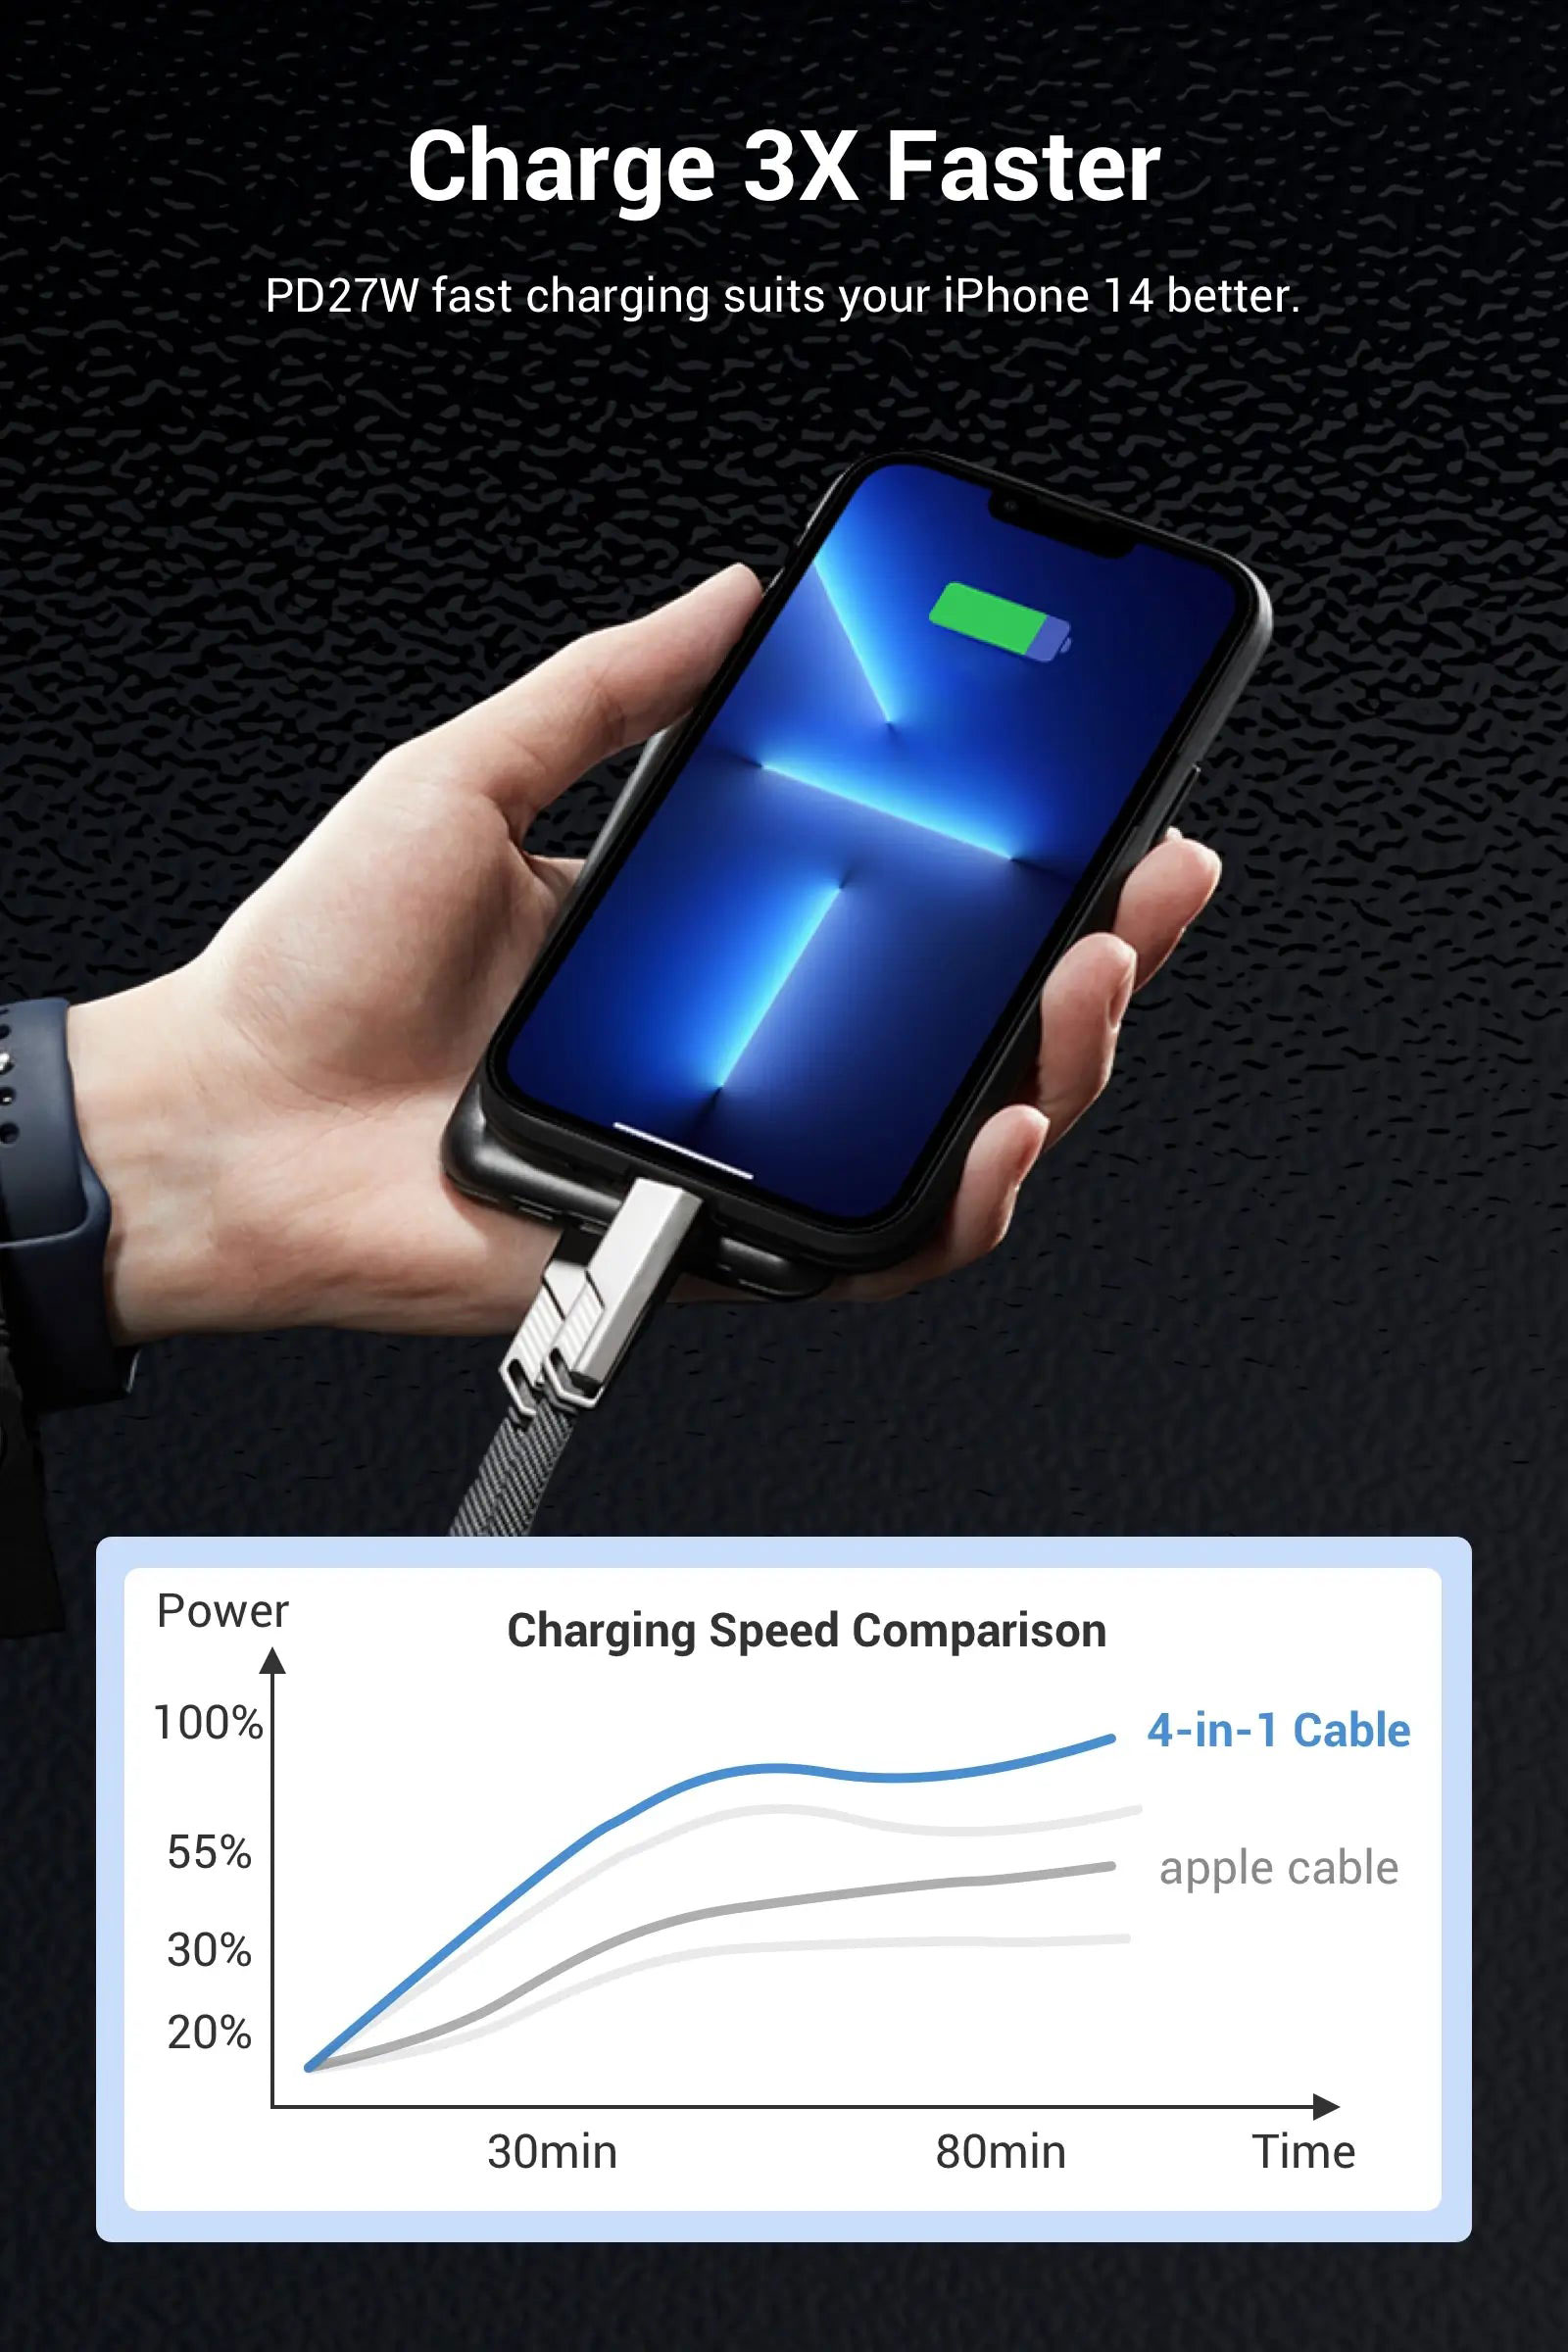 Charge 3X Faster
PD27W fast charging suits your iPhone 14 better.
Power
Charging Speed Comparison
100%
4-in-1 Cable
55%
apple cable
30%
20%
30min
80min
Time